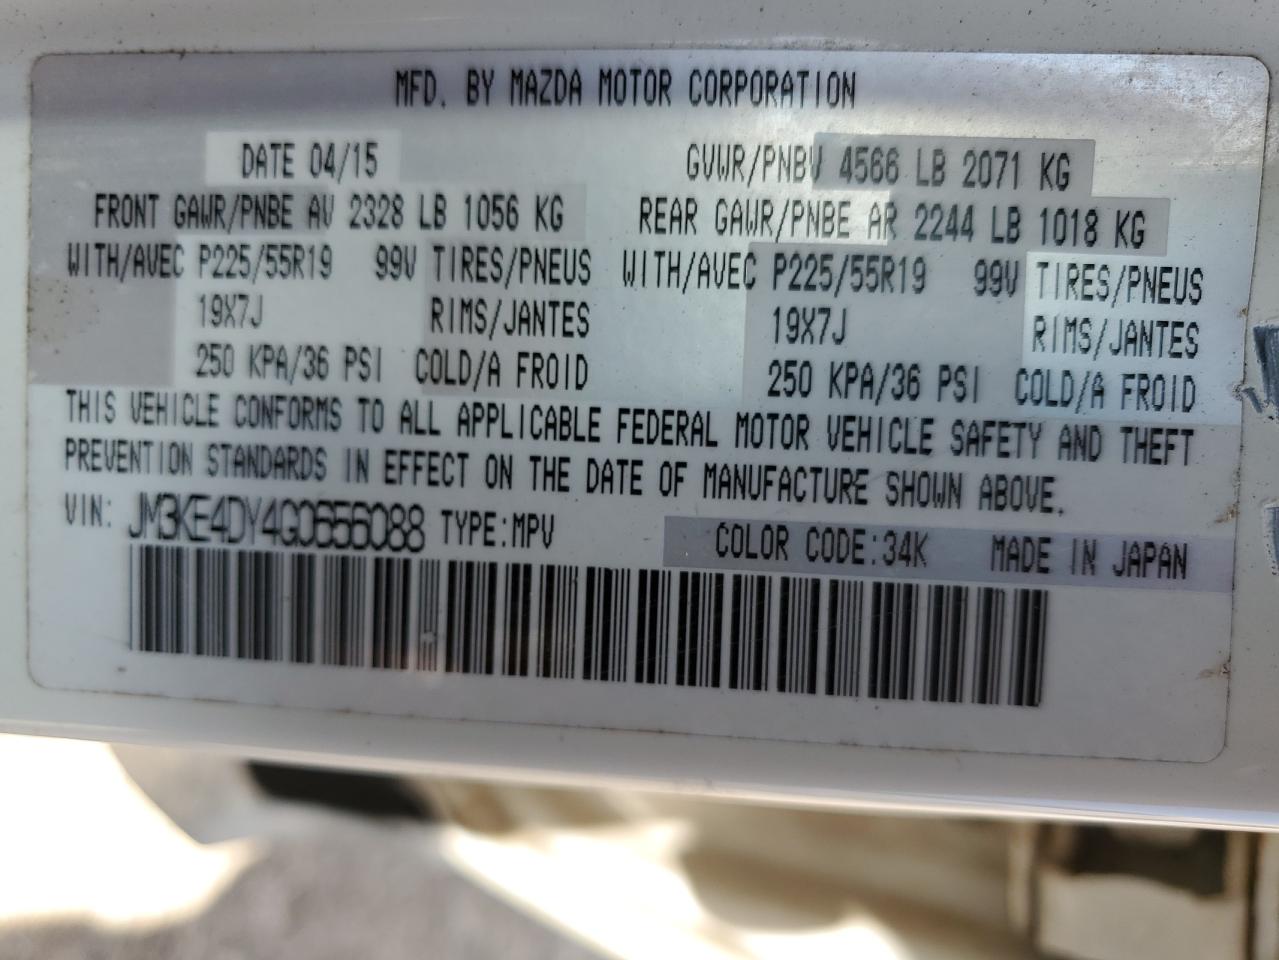 MFD. BY MAZDA MOTOR CORPORATION
DATE 04/15 GVWR/PNBV 4566 LB 2071 KG
FRONT GAWR/PNBE AV 2328 LB 1056 KG REAR GAWR/PNBE AR 2244 LB 1018 KG
WITH/AVEC P225/55R19 99V TIRES/PNEUS WITH/AVEC P225/55R19 99V TIRES/PNEUS
19X7J RIMS/JANTES 19X7J RIMS/JANTES
250 KPA/36 PSI COLD/A FROID 250 KPA/36 PSI COLD/A FROID
THIS VEHICLE CONFORMS TO ALL APPLICABLE FEDERAL MOTOR VEHICLE SAFETY AND THEFT
PREVENTION STANDARDS IN EFFECT ON THE DATE OF MANUFACTURE SHOWN ABOVE.
VIN: JM3KE4DY4G0656088 TYPE:MPV COLOR CODE:34K MADE IN JAPAN